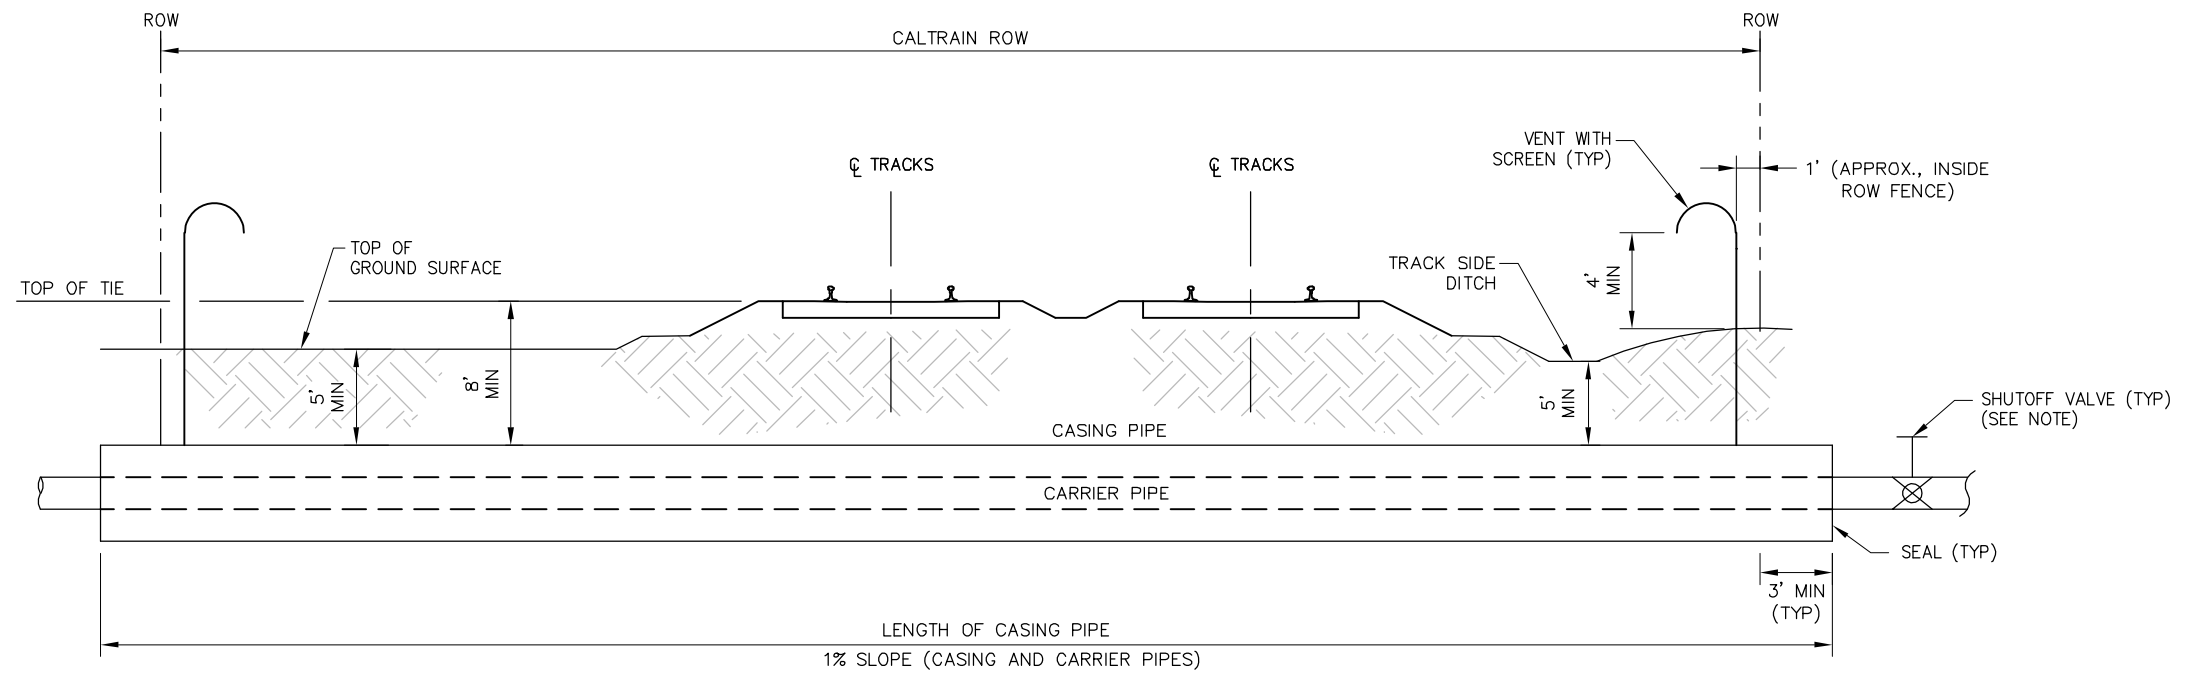 ROW
ROW
CALTRAIN ROW
VENT WITH
SCREEN (TYP)
℄ TRACKS
℄ TRACKS
1' (APPROX., INSIDE
ROW FENCE)
TOP OF
GROUND SURFACE
TRACK SIDE
DITCH
TOP OF TIE
4'
MIN
5'
MIN
8'
MIN
5'
MIN
SHUTOFF VALVE (TYP)
(SEE NOTE)
CASING PIPE
CARRIER PIPE
SEAL (TYP)
3' MIN
(TYP)
LENGTH OF CASING PIPE
1% SLOPE (CASING AND CARRIER PIPES)